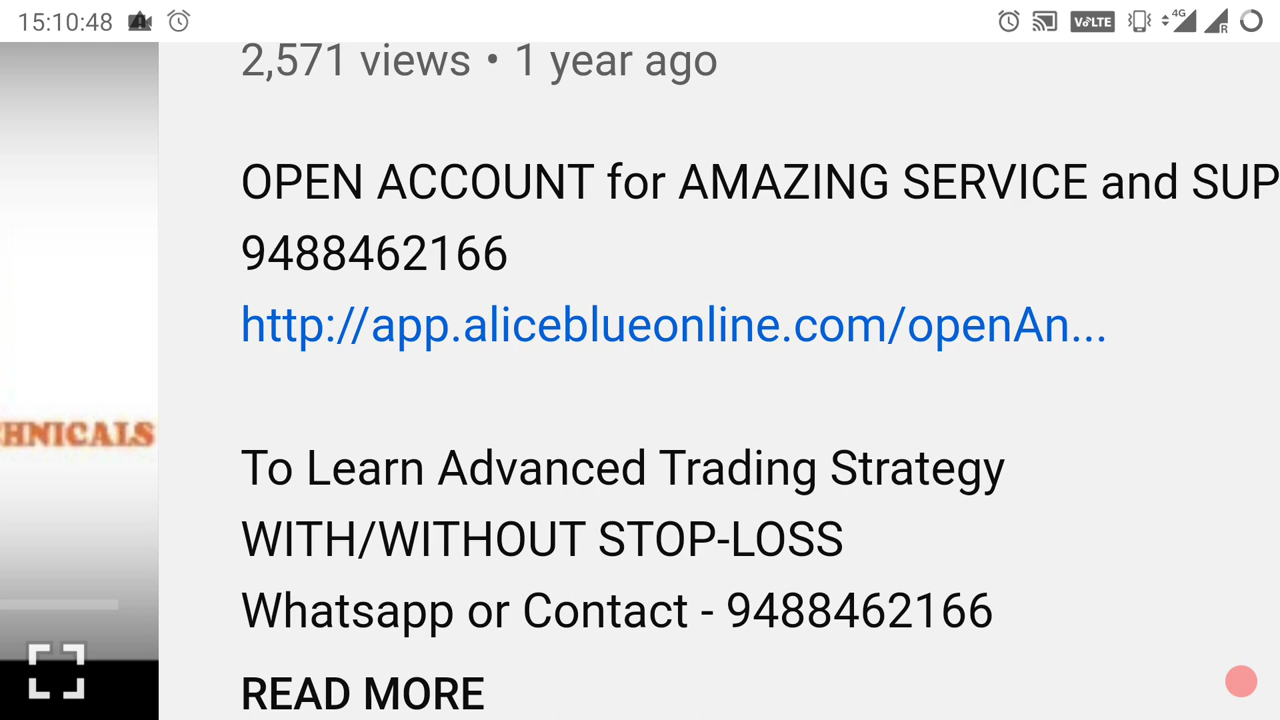 15:10:48
VoLTE
4G
R
2,571 views • 1 year ago
OPEN ACCOUNT for AMAZING SERVICE and SUP
9488462166
http://app.aliceblueonline.com/openAn...
HNICALS
To Learn Advanced Trading Strategy
WITH/WITHOUT STOP-LOSS
Whatsapp or Contact - 9488462166
READ MORE